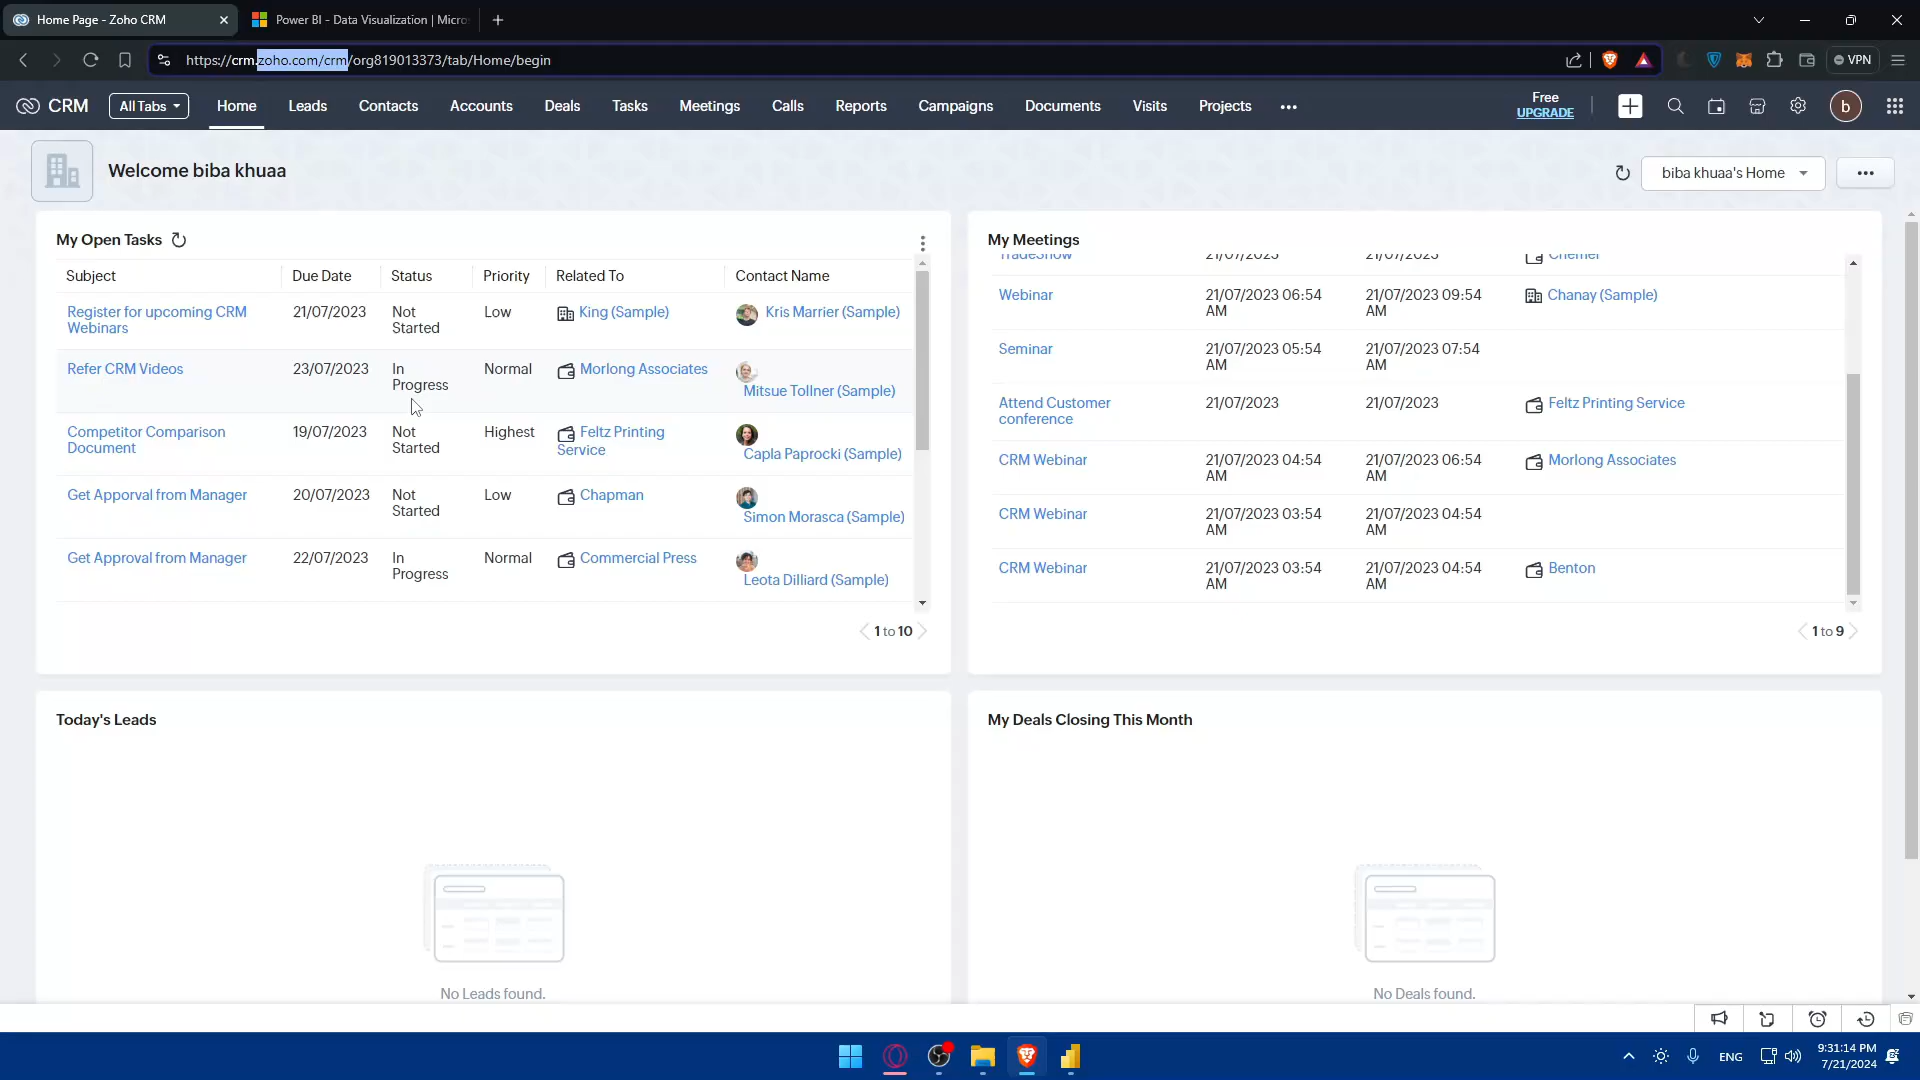 Home Page - Zoho CRM
Power BI - Data Visualization | Micro
https://crm.zoho.com/crm/org819013373/tab/Home/begin
VPN
CRM
All Tabs
Home
Leads
Contacts
Accounts
Deals
Tasks
Meetings
Calls
Reports
Campaigns
Documents
Visits
Projects
Free
UPGRADE
b
Welcome biba khuaa
biba khuaa's Home
My Open Tasks
Subject Due Date Status Priority Related To Contact Name
Register for upcoming CRM 21/07/2023 Not Low King (Sample) Kris Marrier (Sample)
Webinars Started
Refer CRM Videos 23/07/2023 In Normal Morlong Associates
Progress Mitsue Tollner (Sample)
Competitor Comparison 19/07/2023 Not Highest Feltz Printing
Document Started Service Capla Paprocki (Sample)
Get Apporval from Manager 20/07/2023 Not Low Chapman
Started Simon Morasca (Sample)
Get Approval from Manager 22/07/2023 In Normal Commercial Press
Progress Leota Dilliard (Sample)
1 to 10
My Meetings
TradeShow 21/07/2023 21/07/2023 Chemel
Webinar 21/07/2023 06:54 21/07/2023 09:54 Chanay (Sample)
AM AM
Seminar 21/07/2023 05:54 21/07/2023 07:54
AM AM
Attend Customer 21/07/2023 21/07/2023 Feltz Printing Service
conference
CRM Webinar 21/07/2023 04:54 21/07/2023 06:54 Morlong Associates
AM AM
CRM Webinar 21/07/2023 03:54 21/07/2023 04:54
AM AM
CRM Webinar 21/07/2023 03:54 21/07/2023 04:54 Benton
AM AM
1 to 9
Today's Leads
No Leads found.
My Deals Closing This Month
No Deals found.
ENG
9:31:14 PM
7/21/2024